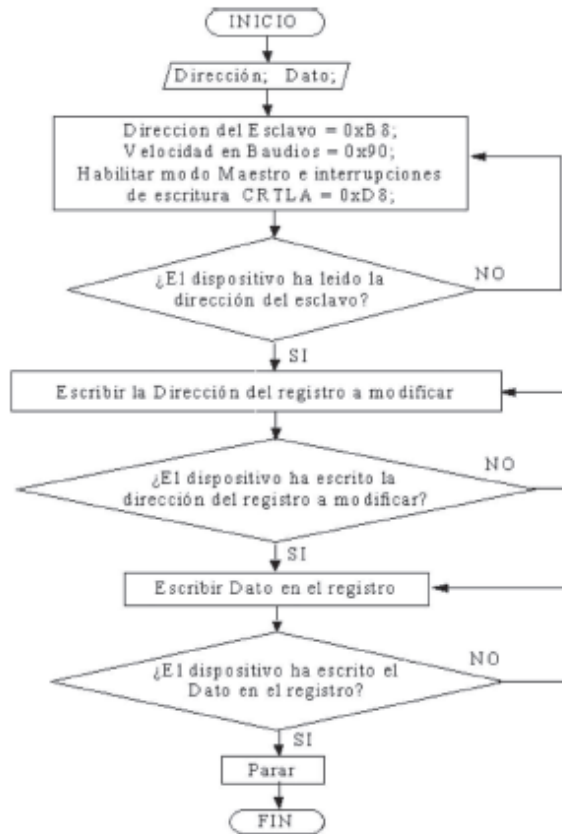 INICIO
Dirección; Dato;
Direccion del Esclavo = 0xB8;
Velocidad en Baudios = 0x90;
Habilitar modo Maestro e interrupciones
de escritura CRTLA = 0xD8;
¿El dispositivo ha leido la
dirección del esclavo?
NO
SI
Escribir la Dirección del registro a modificar
¿El dispositivo ha escrito la
dirección del registro a modificar?
NO
SI
Escribir Dato en el registro
¿El dispositivo ha escrito el
Dato en el registro?
NO
SI
Parar
FIN